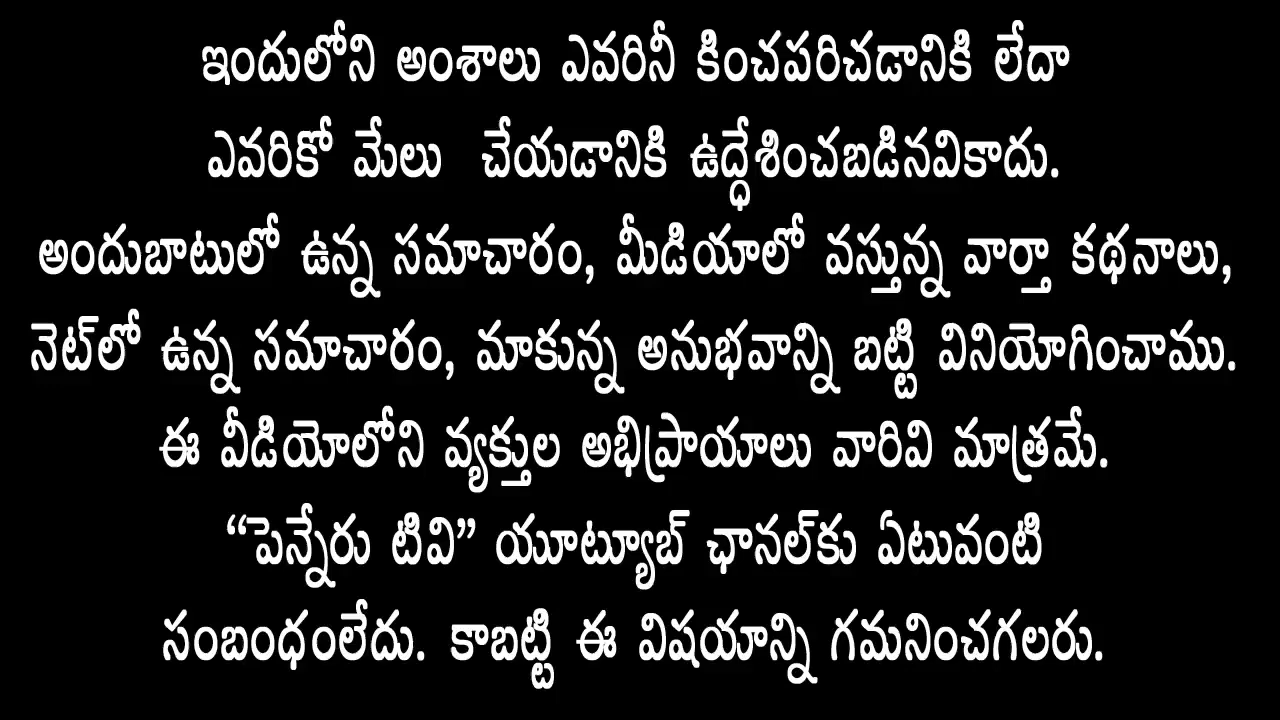 ఇందులోని అంశాలు ఎవరినీ కించపరిచడానికి లేదా
ఎవరికో మేలు చేయడానికి ఉద్ధేశించబడినవికాదు.
అందుబాటులో ఉన్న సమాచారం, మీడియాలో వస్తున్న వార్తా కథనాలు,
నెట్‌లో ఉన్న సమాచారం, మాకున్న అనుభవాన్ని బట్టి వినియోగించాము.
ఈ వీడియోలోని వ్యక్తుల అభిప్రాయాలు వారివి మాత్రమే.
“పెన్నేరు టివి” యూట్యూబ్ ఛానల్‌కు ఏటువంటి
సంబంధంలేదు. కాబట్టి ఈ విషయాన్ని గమనించగలరు.